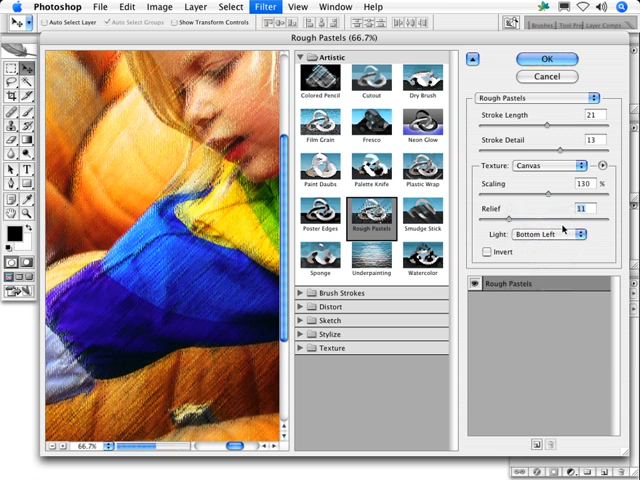 Photoshop File Edit Image Layer Select Filter View Window Help
Auto Select Layer Auto Select Groups Show Transform Controls Brushes Tool Pre Layer Comps
Rough Pastels (66.7%)
Artistic
Colored Pencil Cutout Dry Brush
Film Grain Fresco Neon Glow
Paint Daubs Palette Knife Plastic Wrap
Poster Edges Rough Pastels Smudge Stick
Sponge Underpainting Watercolor
Brush Strokes
Distort
Sketch
Stylize
Texture
66.7%
OK
Cancel
Rough Pastels
Stroke Length 21
Stroke Detail 13
Texture: Canvas
Scaling 130 %
Relief 11
Light: Bottom Left
Invert
Rough Pastels